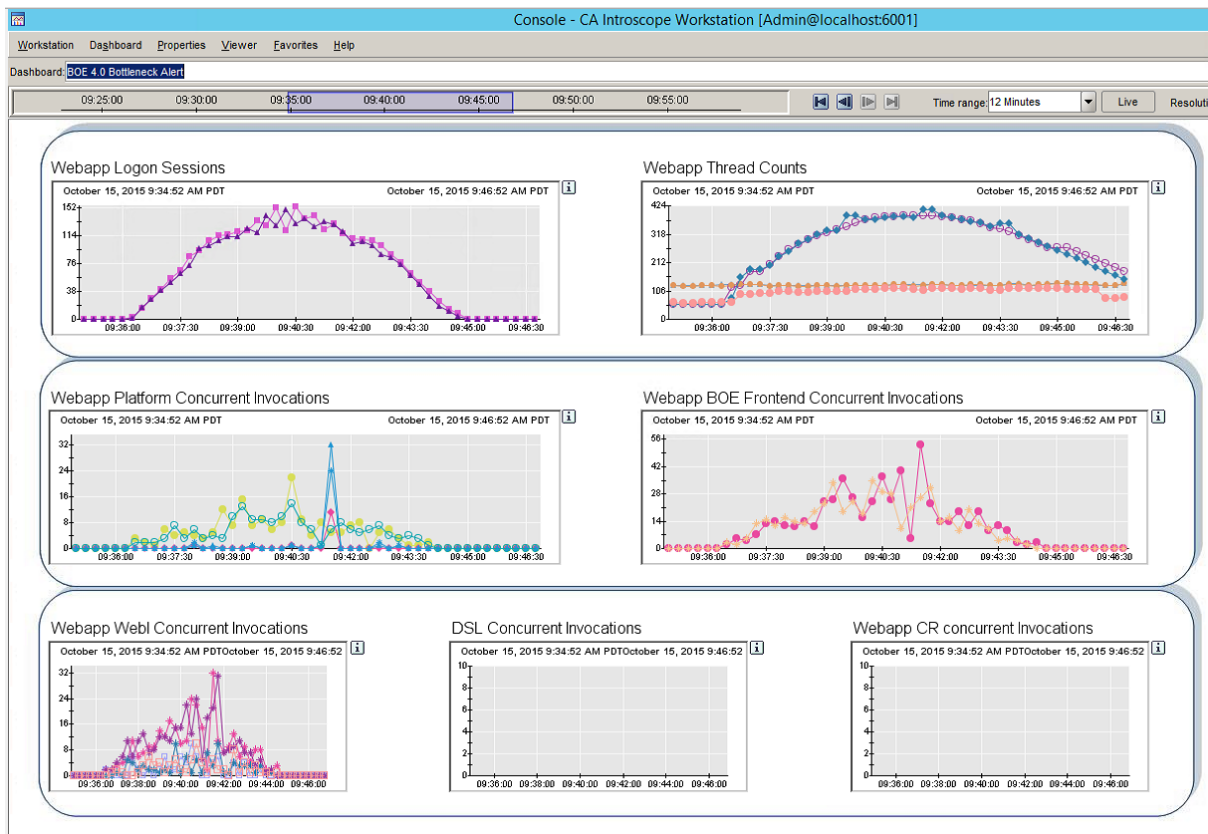 Console - CA Introscope Workstation [Admin@localhost:6001]
Workstation Dashboard Properties Viewer Favorites Help
Dashboard: BOE 4.0 Bottleneck Alert
09:25:00 09:30:00 09:35:00 09:40:00 09:45:00 09:50:00 09:55:00
Time range: 12 Minutes Live Resoluti
Webapp Logon Sessions
October 15, 2015 9:34:52 AM PDT October 15, 2015 9:46:52 AM PDT
152
114
76
38
0
09:36:00 09:37:30 09:39:00 09:40:30 09:42:00 09:43:30 09:45:00 09:46:30
Webapp Thread Counts
October 15, 2015 9:34:52 AM PDT October 15, 2015 9:46:52 AM PDT
424
318
212
106
0
09:36:00 09:37:30 09:39:00 09:40:30 09:42:00 09:43:30 09:45:00 09:46:30
Webapp Platform Concurrent Invocations
October 15, 2015 9:34:52 AM PDT October 15, 2015 9:46:52 AM PDT
32
24
16
8
0
09:36:00 09:37:30 09:39:00 09:40:30 09:42:00 09:43:30 09:45:00 09:46:30
Webapp BOE Frontend Concurrent Invocations
October 15, 2015 9:34:52 AM PDT October 15, 2015 9:46:52 AM PDT
56
42
28
14
0
09:36:00 09:37:30 09:39:00 09:40:30 09:42:00 09:43:30 09:45:00 09:46:30
Webapp WebI Concurrent Invocations
October 15, 2015 9:34:52 AM PDTOctober 15, 2015 9:46:52
32
24
16
8
0
09:36:00 09:38:00 09:40:00 09:42:00 09:44:00 09:46:00
DSL Concurrent Invocations
October 15, 2015 9:34:52 AM PDTOctober 15, 2015 9:46:52
10
8
6
4
2
0
09:36:00 09:38:00 09:40:00 09:42:00 09:44:00 09:46:00
Webapp CR concurrent Invocations
October 15, 2015 9:34:52 AM PDTOctober 15, 2015 9:46:52
10
8
6
4
2
0
09:36:00 09:38:00 09:40:00 09:42:00 09:44:00 09:46:00